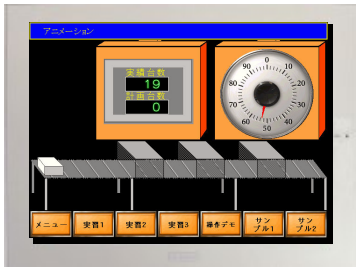 アニメーション
実績台数
19
計画台数
0
0
10
20
30
40
50
60
70
80
90
メニュー
実習1
実習2
実習3
操作デモ
サン
プル1
サン
プル2